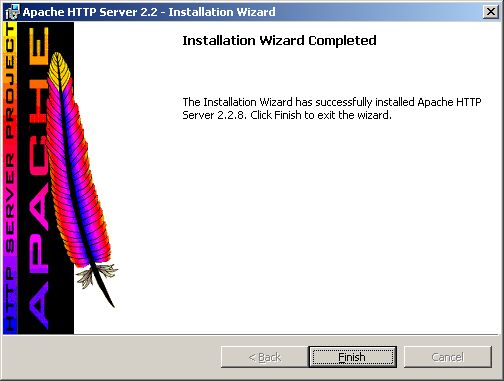 Apache HTTP Server 2.2 - Installation Wizard
HTTP SERVER PROJECT
APACHE
Installation Wizard Completed
The Installation Wizard has successfully installed Apache HTTP
Server 2.2.8. Click Finish to exit the wizard.
< Back
Finish
Cancel